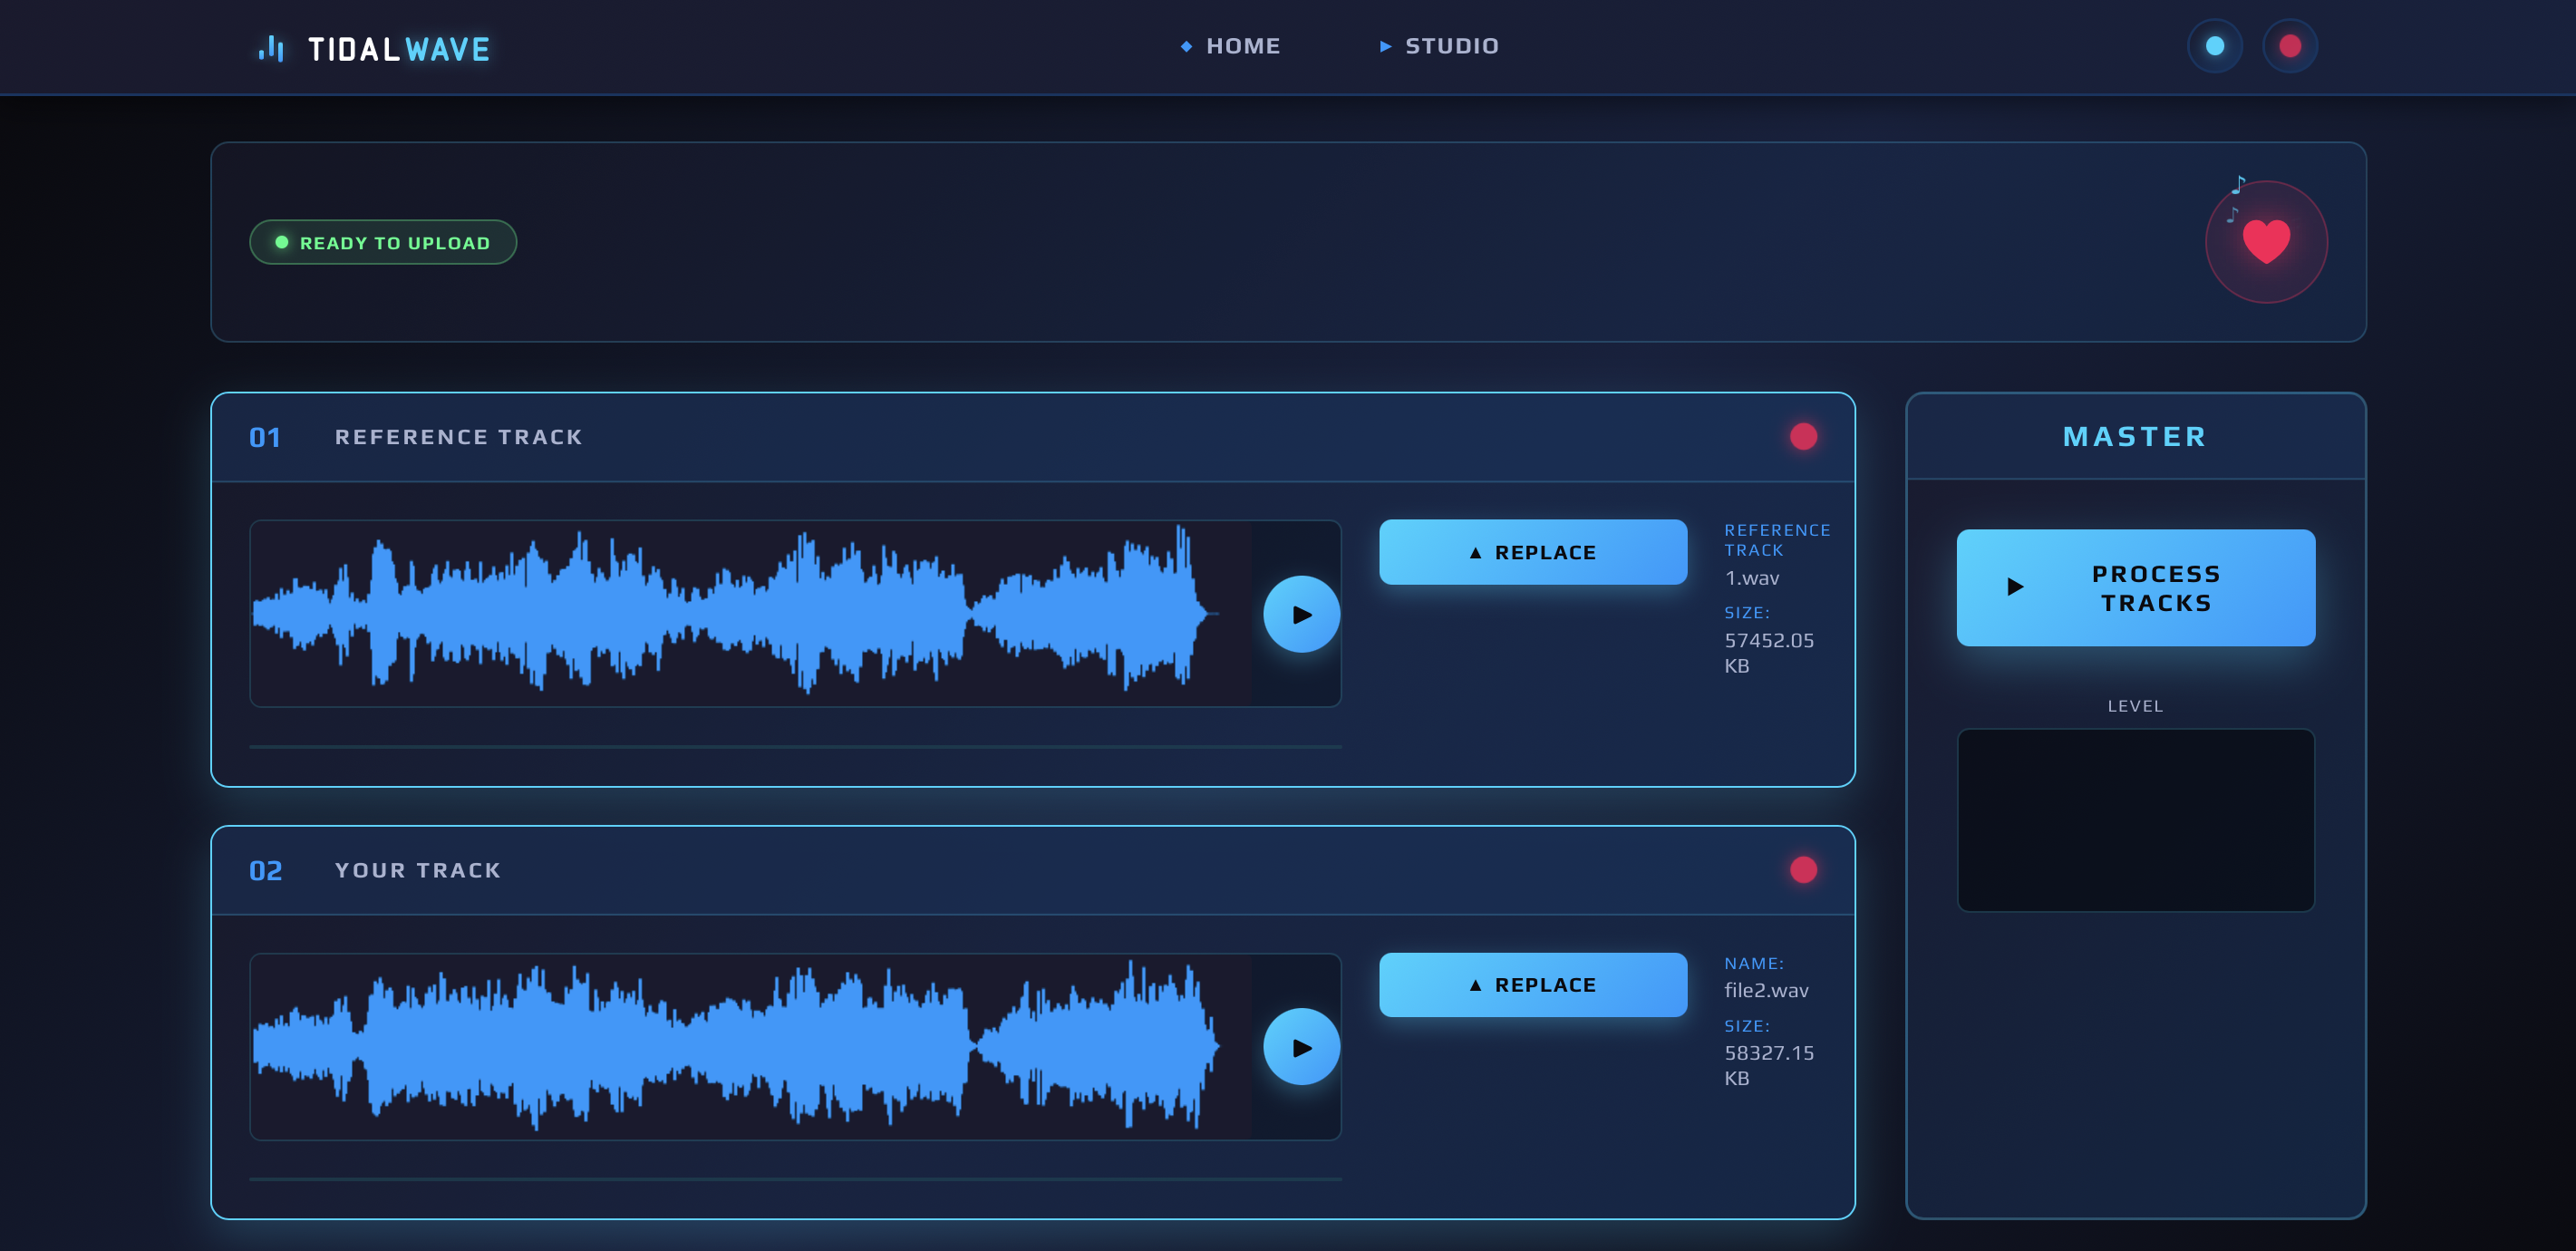 TIDALWAVE
HOME
STUDIO
READY TO UPLOAD
01 REFERENCE TRACK
REPLACE
REFERENCE
TRACK
1.wav
SIZE:
57452.05
KB
02 YOUR TRACK
REPLACE
NAME:
file2.wav
SIZE:
58327.15
KB
MASTER
PROCESS
TRACKS
LEVEL